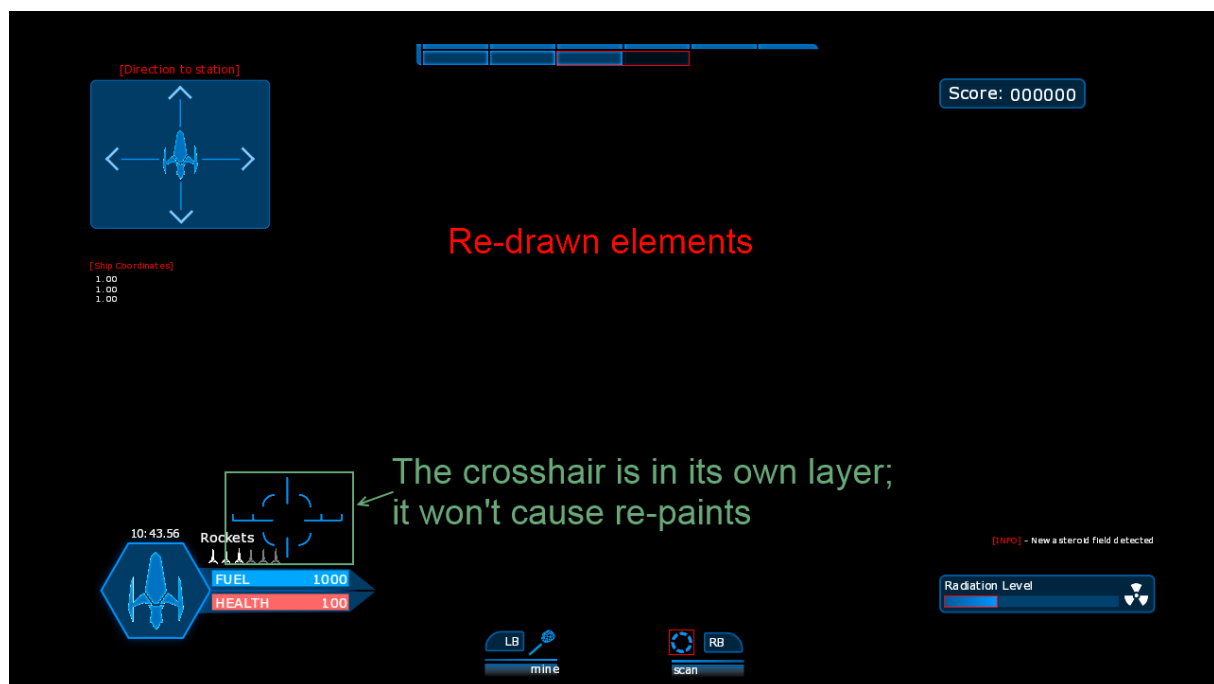 [Direction to station]
Score: 000000
Re-drawn elements
[Ship Coordinates]
1.00
1.00
1.00
The crosshair is in its own layer;
it won't cause re-paints
10:43.56
Rockets
[INFO] - New asteroid field detected
FUEL 1000
HEALTH 100
Radiation Level
LB
RB
mine
scan